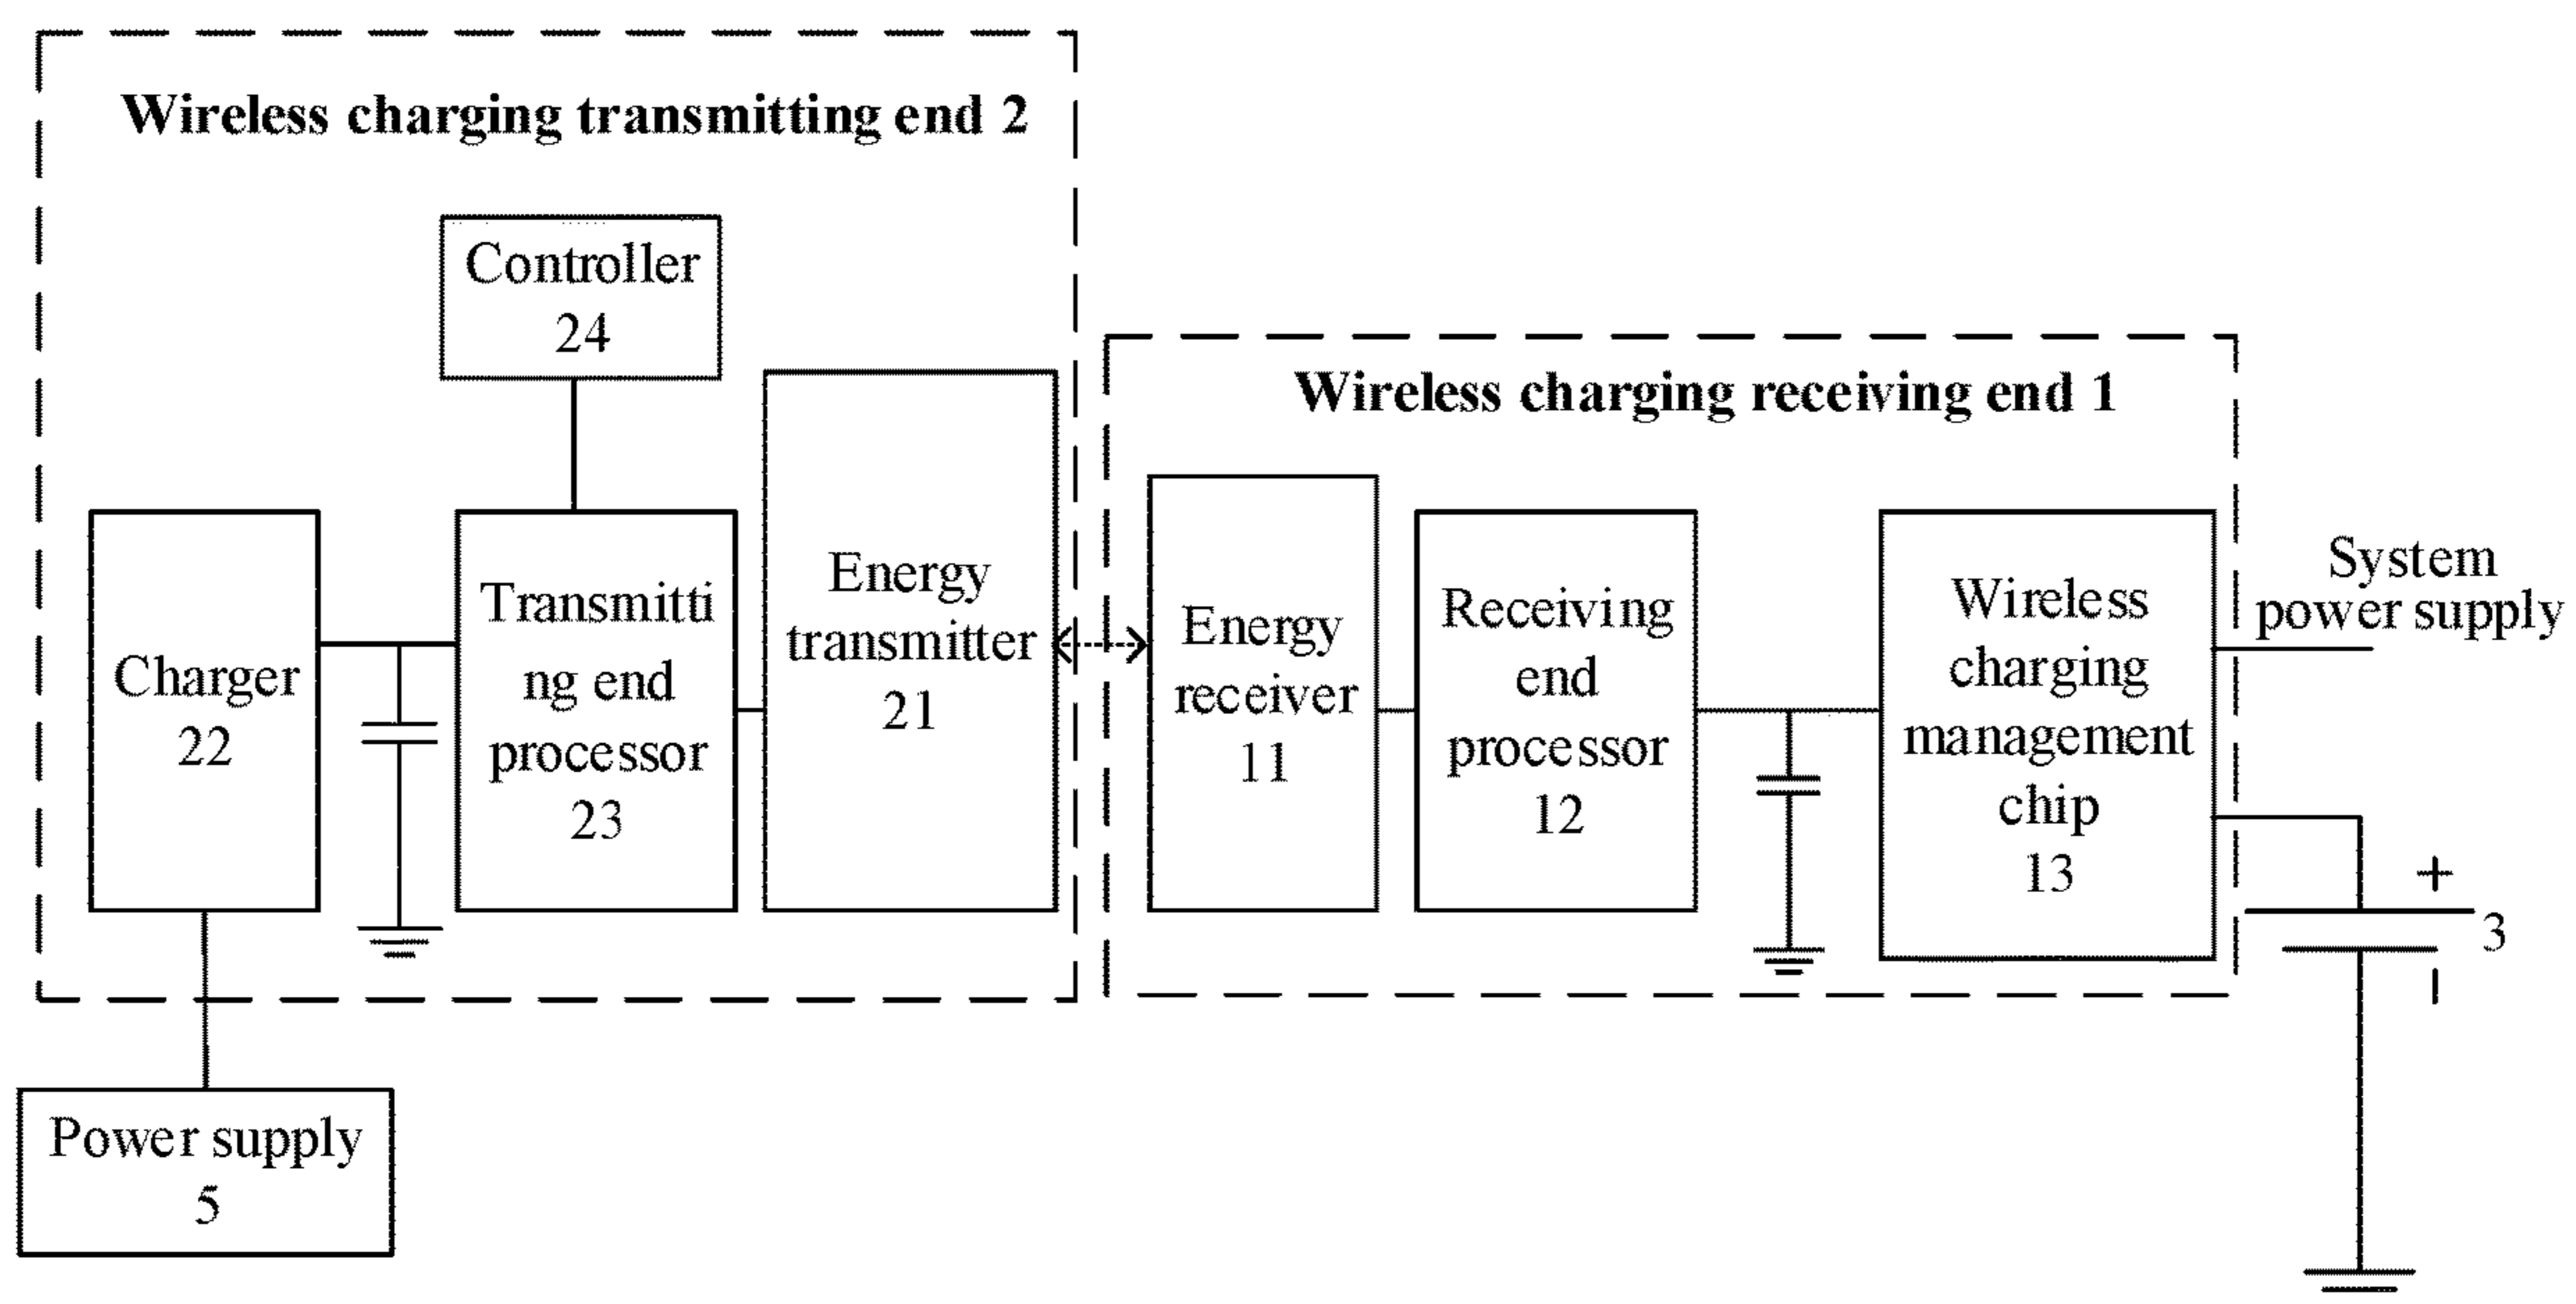 Wireless charging transmitting end 2
Controller
24
Wireless charging receiving end 1
Charger
22
Transmitti
ng end
processor
23
Energy
transmitter
21
Energy
receiver
11
Receiving
end
processor
12
Wireless
charging
management
chip
13
System
power supply
+
3
Power supply
5